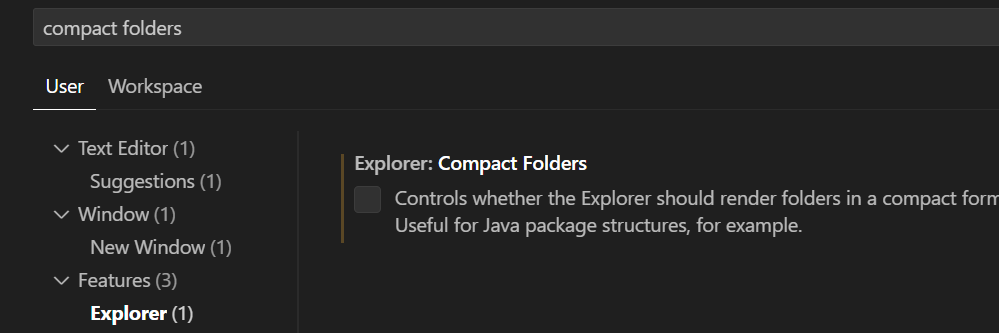 compact folders
User Workspace
Text Editor (1)
Suggestions (1)
Window (1)
New Window (1)
Features (3)
Explorer (1)
Explorer: Compact Folders
Controls whether the Explorer should render folders in a compact form
Useful for Java package structures, for example.